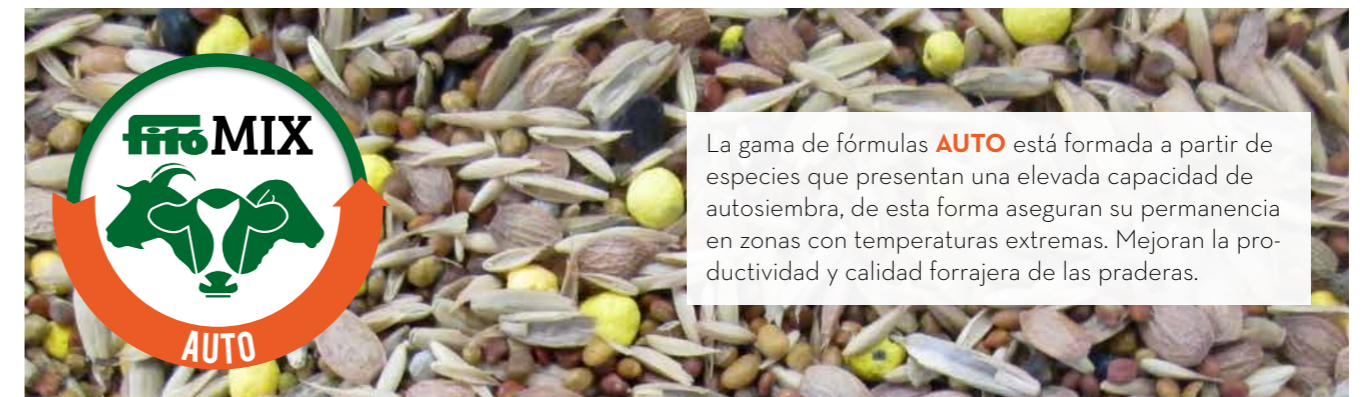 fitó MIX
AUTO
La gama de fórmulas AUTO está formada a partir de
especies que presentan una elevada capacidad de
autosiembra, de esta forma aseguran su permanencia
en zonas con temperaturas extremas. Mejoran la pro-
ductividad y calidad forrajera de las praderas.